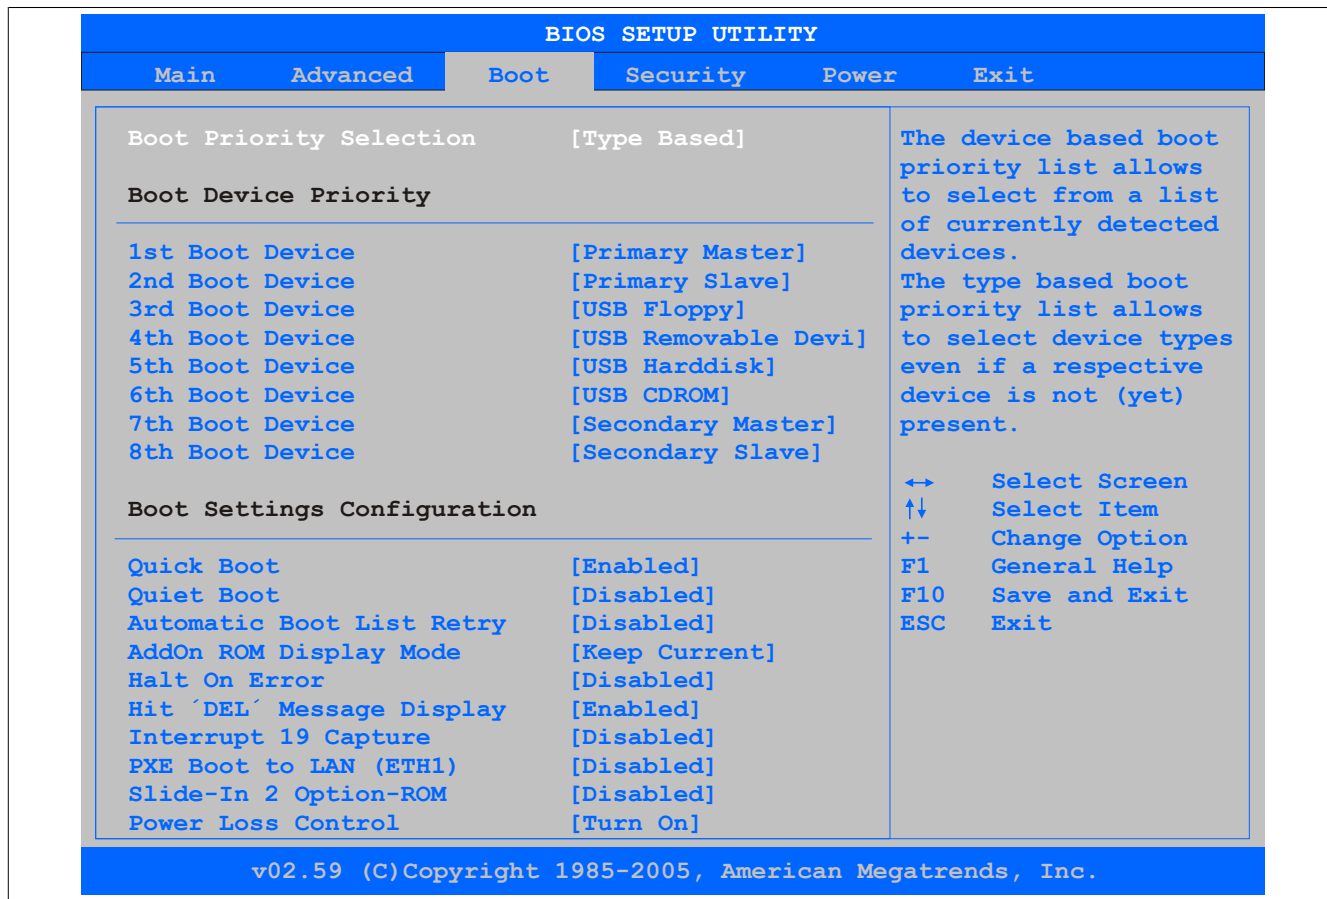 BIOS SETUP UTILITY
Main Advanced Boot Security Power Exit
Boot Priority Selection [Type Based]
Boot Device Priority
1st Boot Device [Primary Master]
2nd Boot Device [Primary Slave]
3rd Boot Device [USB Floppy]
4th Boot Device [USB Removable Devi]
5th Boot Device [USB Harddisk]
6th Boot Device [USB CDROM]
7th Boot Device [Secondary Master]
8th Boot Device [Secondary Slave]
Boot Settings Configuration
Quick Boot [Enabled]
Quiet Boot [Disabled]
Automatic Boot List Retry [Disabled]
AddOn ROM Display Mode [Keep Current]
Halt On Error [Disabled]
Hit ´DEL´ Message Display [Enabled]
Interrupt 19 Capture [Disabled]
PXE Boot to LAN (ETH1) [Disabled]
Slide-In 2 Option-ROM [Disabled]
Power Loss Control [Turn On]
The device based boot
priority list allows
to select from a list
of currently detected
devices.
The type based boot
priority list allows
to select device types
even if a respective
device is not (yet)
present.
↔ Select Screen
↑↓ Select Item
+- Change Option
F1 General Help
F10 Save and Exit
ESC Exit
v02.59 (C)Copyright 1985-2005, American Megatrends, Inc.